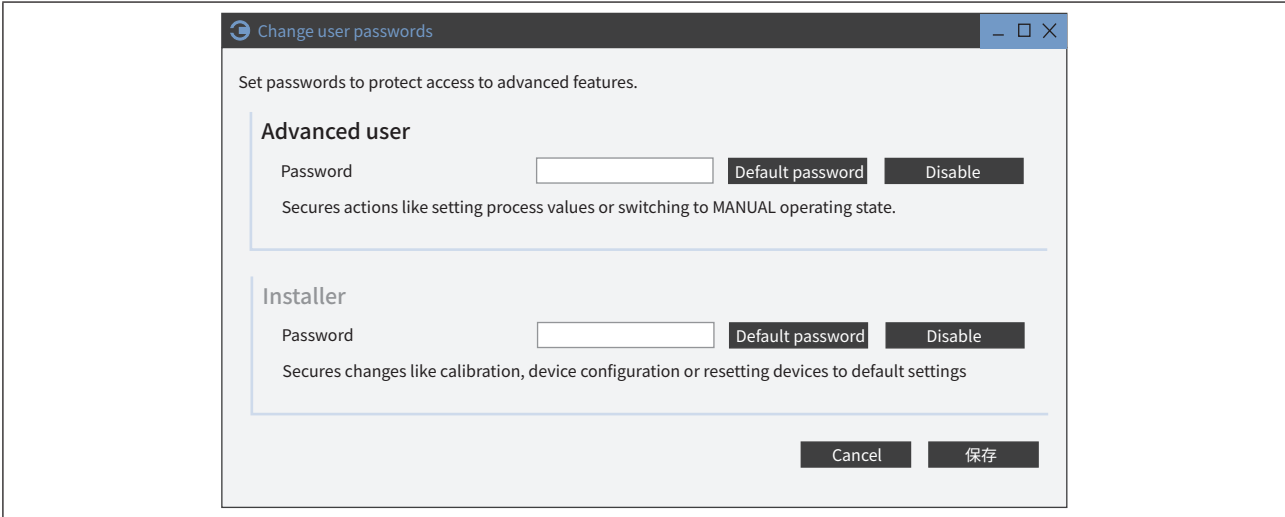 Change user passwords
Set passwords to protect access to advanced features.
Advanced user
Password Default password Disable
Secures actions like setting process values or switching to MANUAL operating state.
Installer
Password Default password Disable
Secures changes like calibration, device configuration or resetting devices to default settings
Cancel 保存